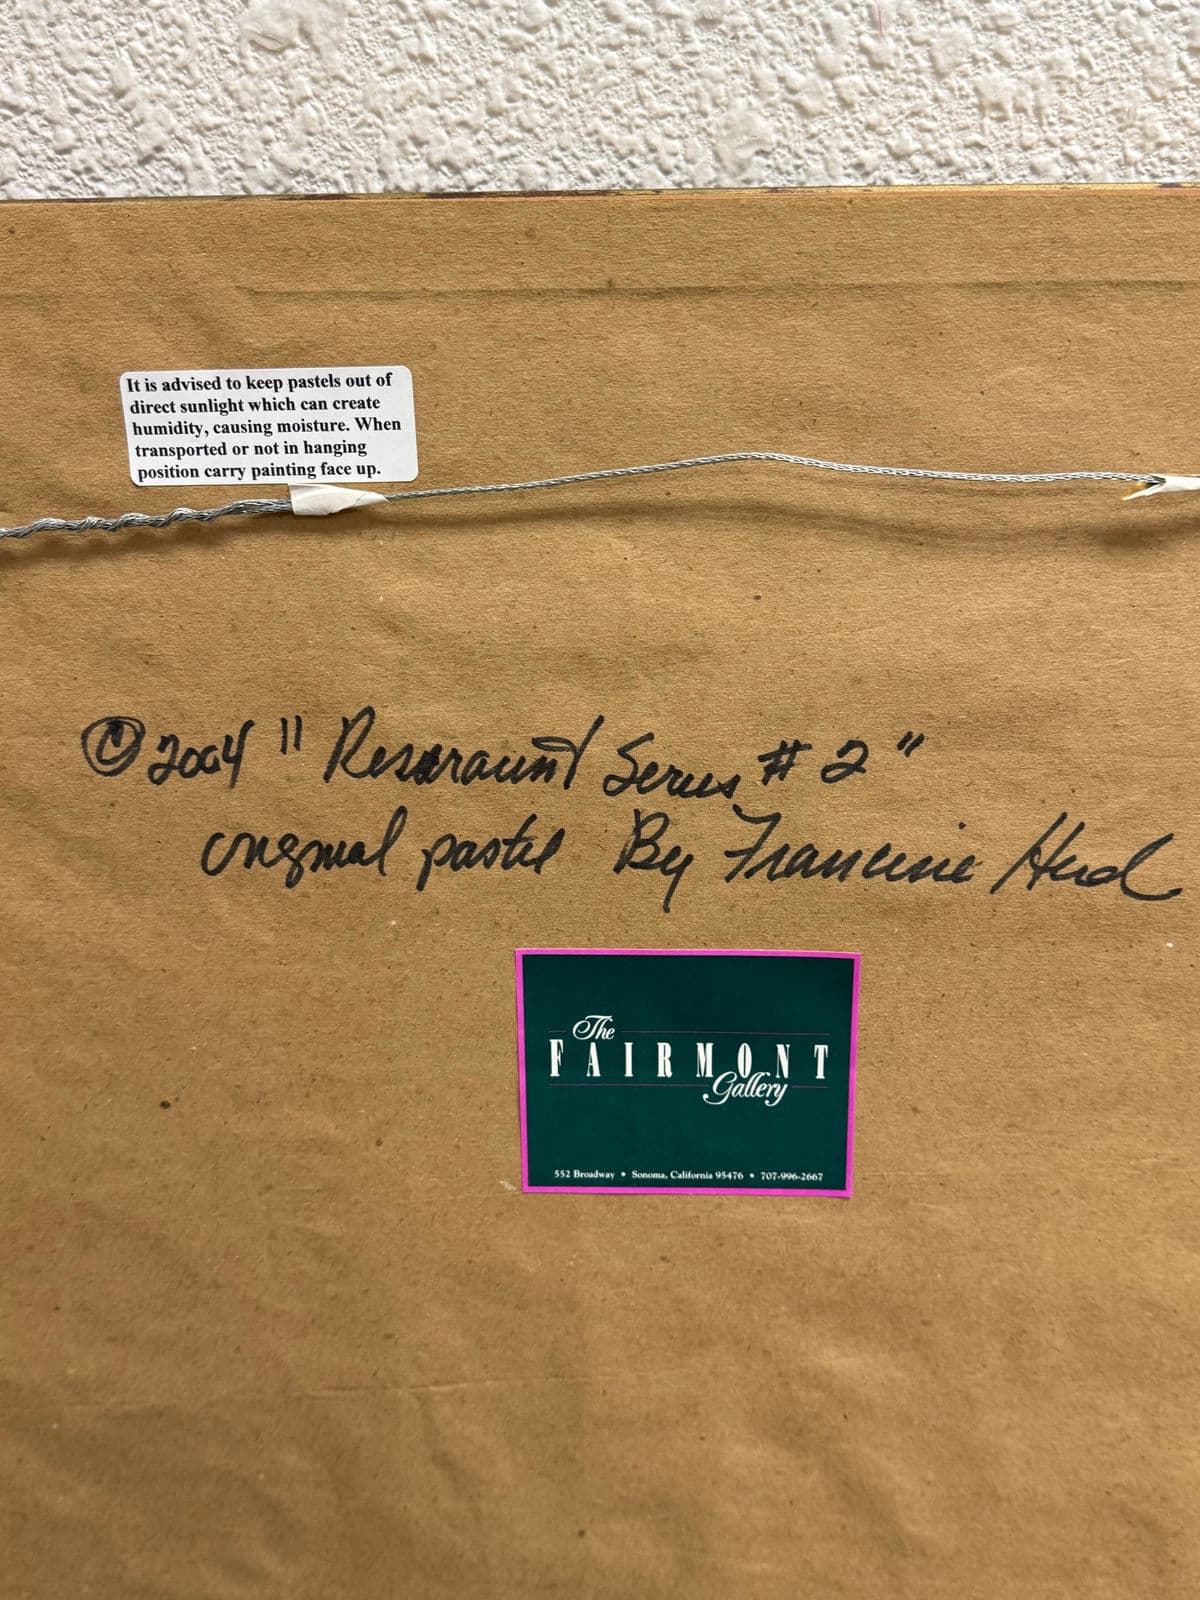 It is advised to keep pastels out of
direct sunlight which can create
humidity, causing moisture. When
transported or not in hanging
position carry painting face up.
©2004 "Resaraunt Series #2"
original pastel By Francine Hurd
The
FAIRMONT
Gallery
552 Broadway • Sonoma, California 95476 • 707-996-2667